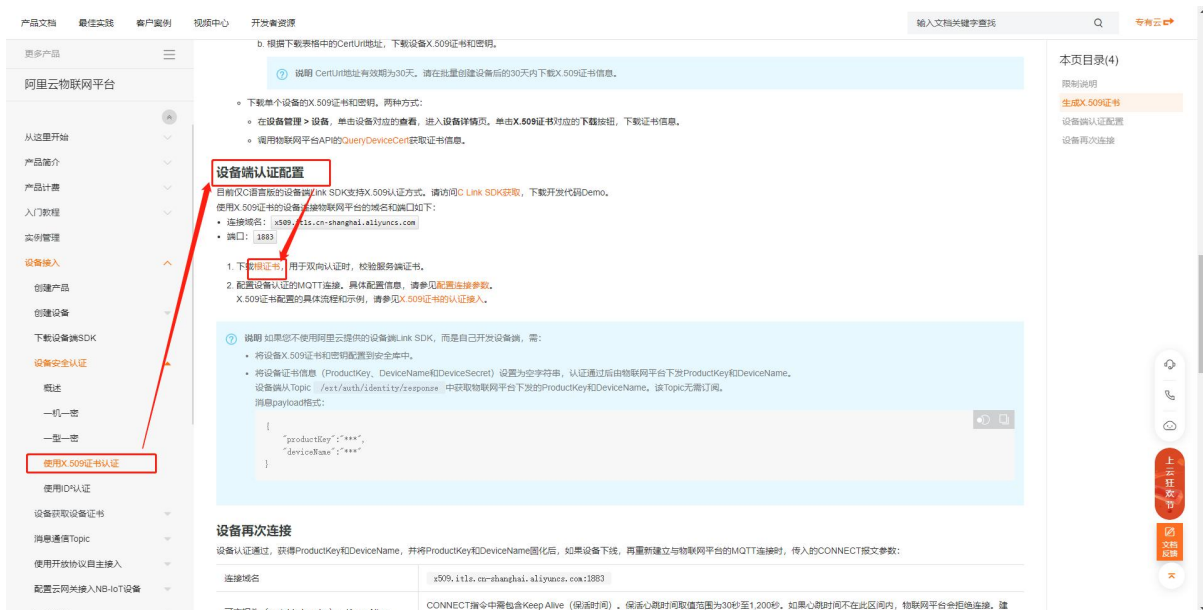 产品文档 最佳实践 客户案例 视频中心 开发者资源 输入文档关键字查找 专有云
更多产品
阿里云物联网平台
从这里开始
产品简介
产品计费
入门教程
实例管理
设备接入
创建产品
创建设备
下载设备端SDK
设备安全认证
概述
一机一密
一型一密
使用X.509证书认证
使用ID²认证
设备获取设备证书
消息通信Topic
使用开放协议自主接入
配置云网关接入NB-IoT设备
b. 根据下载表格中的CertUrl地址，下载设备X.509证书和密钥。
说明 CertUrl地址有效期为30天。请在批量创建设备后的30天内下载X.509证书信息。
下载单个设备的X.509证书和密钥。两种方式：
在设备管理 > 设备，单击设备对应的查看，进入设备详情页。单击X.509证书对应的下载按钮，下载证书信息。
调用物联网平台API的QueryDeviceCert获取证书信息。
设备端认证配置
目前仅C语言版的设备端Link SDK支持X.509认证方式。请访问C Link SDK获取，下载开发代码Demo。
使用X.509证书的设备连接物联网平台的域名和端口如下：
• 连接域名： x509.itls.cn-shanghai.aliyuncs.com
• 端口： 1883
1. 下载根证书，用于双向认证时，校验服务端证书。
2. 配置设备认证的MQTT连接。具体配置信息，请参见配置连接参数。
X.509证书配置的具体流程和示例，请参见X.509证书的认证接入。
说明 如果您不使用阿里云提供的设备端Link SDK，而是自己开发设备端，需：
• 将设备X.509证书和密钥配置到安全库中。
• 将设备证书信息（ProductKey、DeviceName和DeviceSecret）设置为空字符串，认证通过后由物联网平台下发ProductKey和DeviceName。
设备端从Topic /ext/auth/identity/response 中获取物联网平台下发的ProductKey和DeviceName。该Topic无需订阅。
消息payload格式：
{
"productKey":"***",
"deviceName":"***"
}
设备再次连接
设备认证通过，获得ProductKey和DeviceName，并将ProductKey和DeviceName固化后，如果设备下线，再重新建立与物联网平台的MQTT连接时，传入的CONNECT报文参数：
连接域名 x509.itls.cn-shanghai.aliyuncs.com:1883
CONNECT指令中需包含Keep Alive（保活时间）。保活心跳时间取值范围为30秒至1,200秒。如果心跳时间不在此区间内，物联网平台会拒绝连接。建
本页目录(4)
限制说明
生成X.509证书
设备端认证配置
设备再次连接
上云狂欢节
文档
反馈